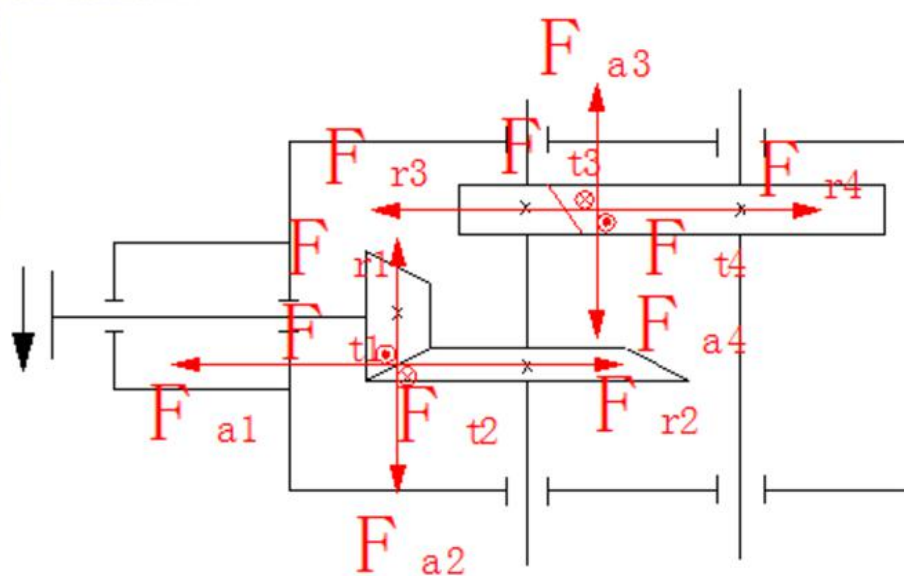 F a3
F r3
F t3
F r4
F r1
F t4
F t1
F a4
F a1
F t2
F r2
F a2